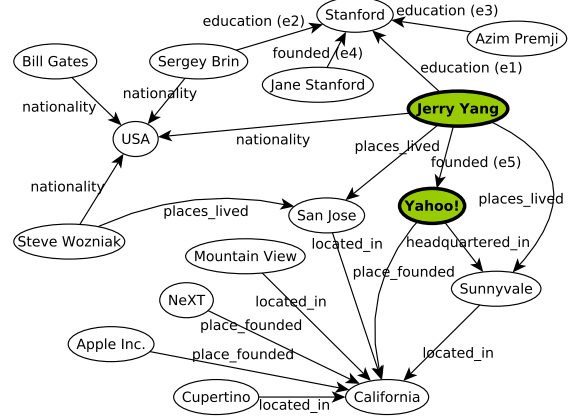 Stanford
education (e3)
education (e2)
Azim Premji
founded (e4)
Bill Gates
Sergey Brin
education (e1)
Jane Stanford
nationality
nationality
Jerry Yang
USA
nationality
places_lived
founded (e5)
nationality
places_lived
Yahoo!
places_lived
San Jose
Steve Wozniak
located_in
headquartered_in
Mountain View
place_founded
Sunnyvale
NeXT
located_in
place_founded
Apple Inc.
place_founded
located_in
Cupertino
located_in
California